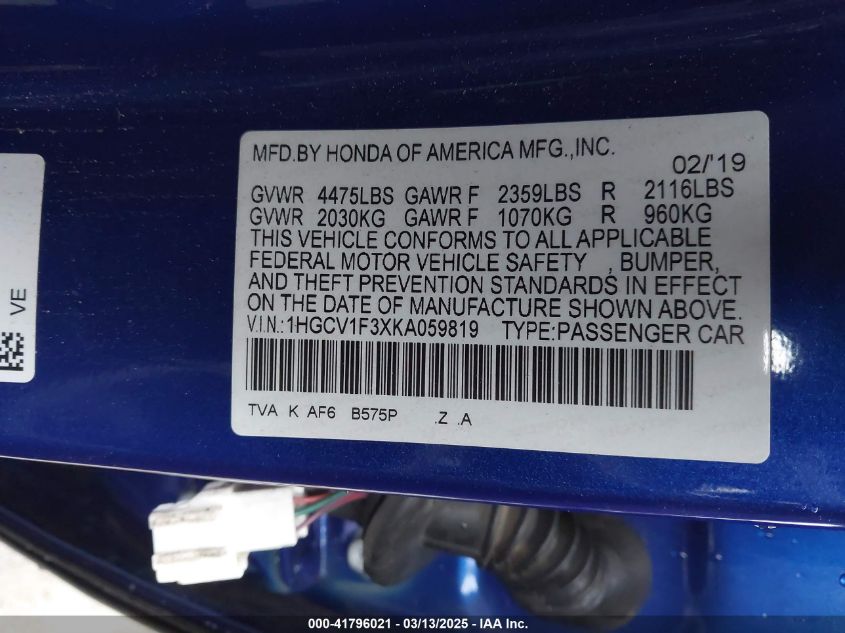 MFD.BY HONDA OF AMERICA MFG.,INC.
02/'19
GVWR 4475LBS GAWR F 2359LBS R 2116LBS
GVWR 2030KG GAWR F 1070KG R 960KG
THIS VEHICLE CONFORMS TO ALL APPLICABLE
FEDERAL MOTOR VEHICLE SAFETY , BUMPER,
AND THEFT PREVENTION STANDARDS IN EFFECT
ON THE DATE OF MANUFACTURE SHOWN ABOVE.
V.I.N.:1HGCV1F3XKA059819 TYPE:PASSENGER CAR
TVA K AF6 B575P .Z .A
VE
000-41796021 - 03/13/2025 - IAA Inc.